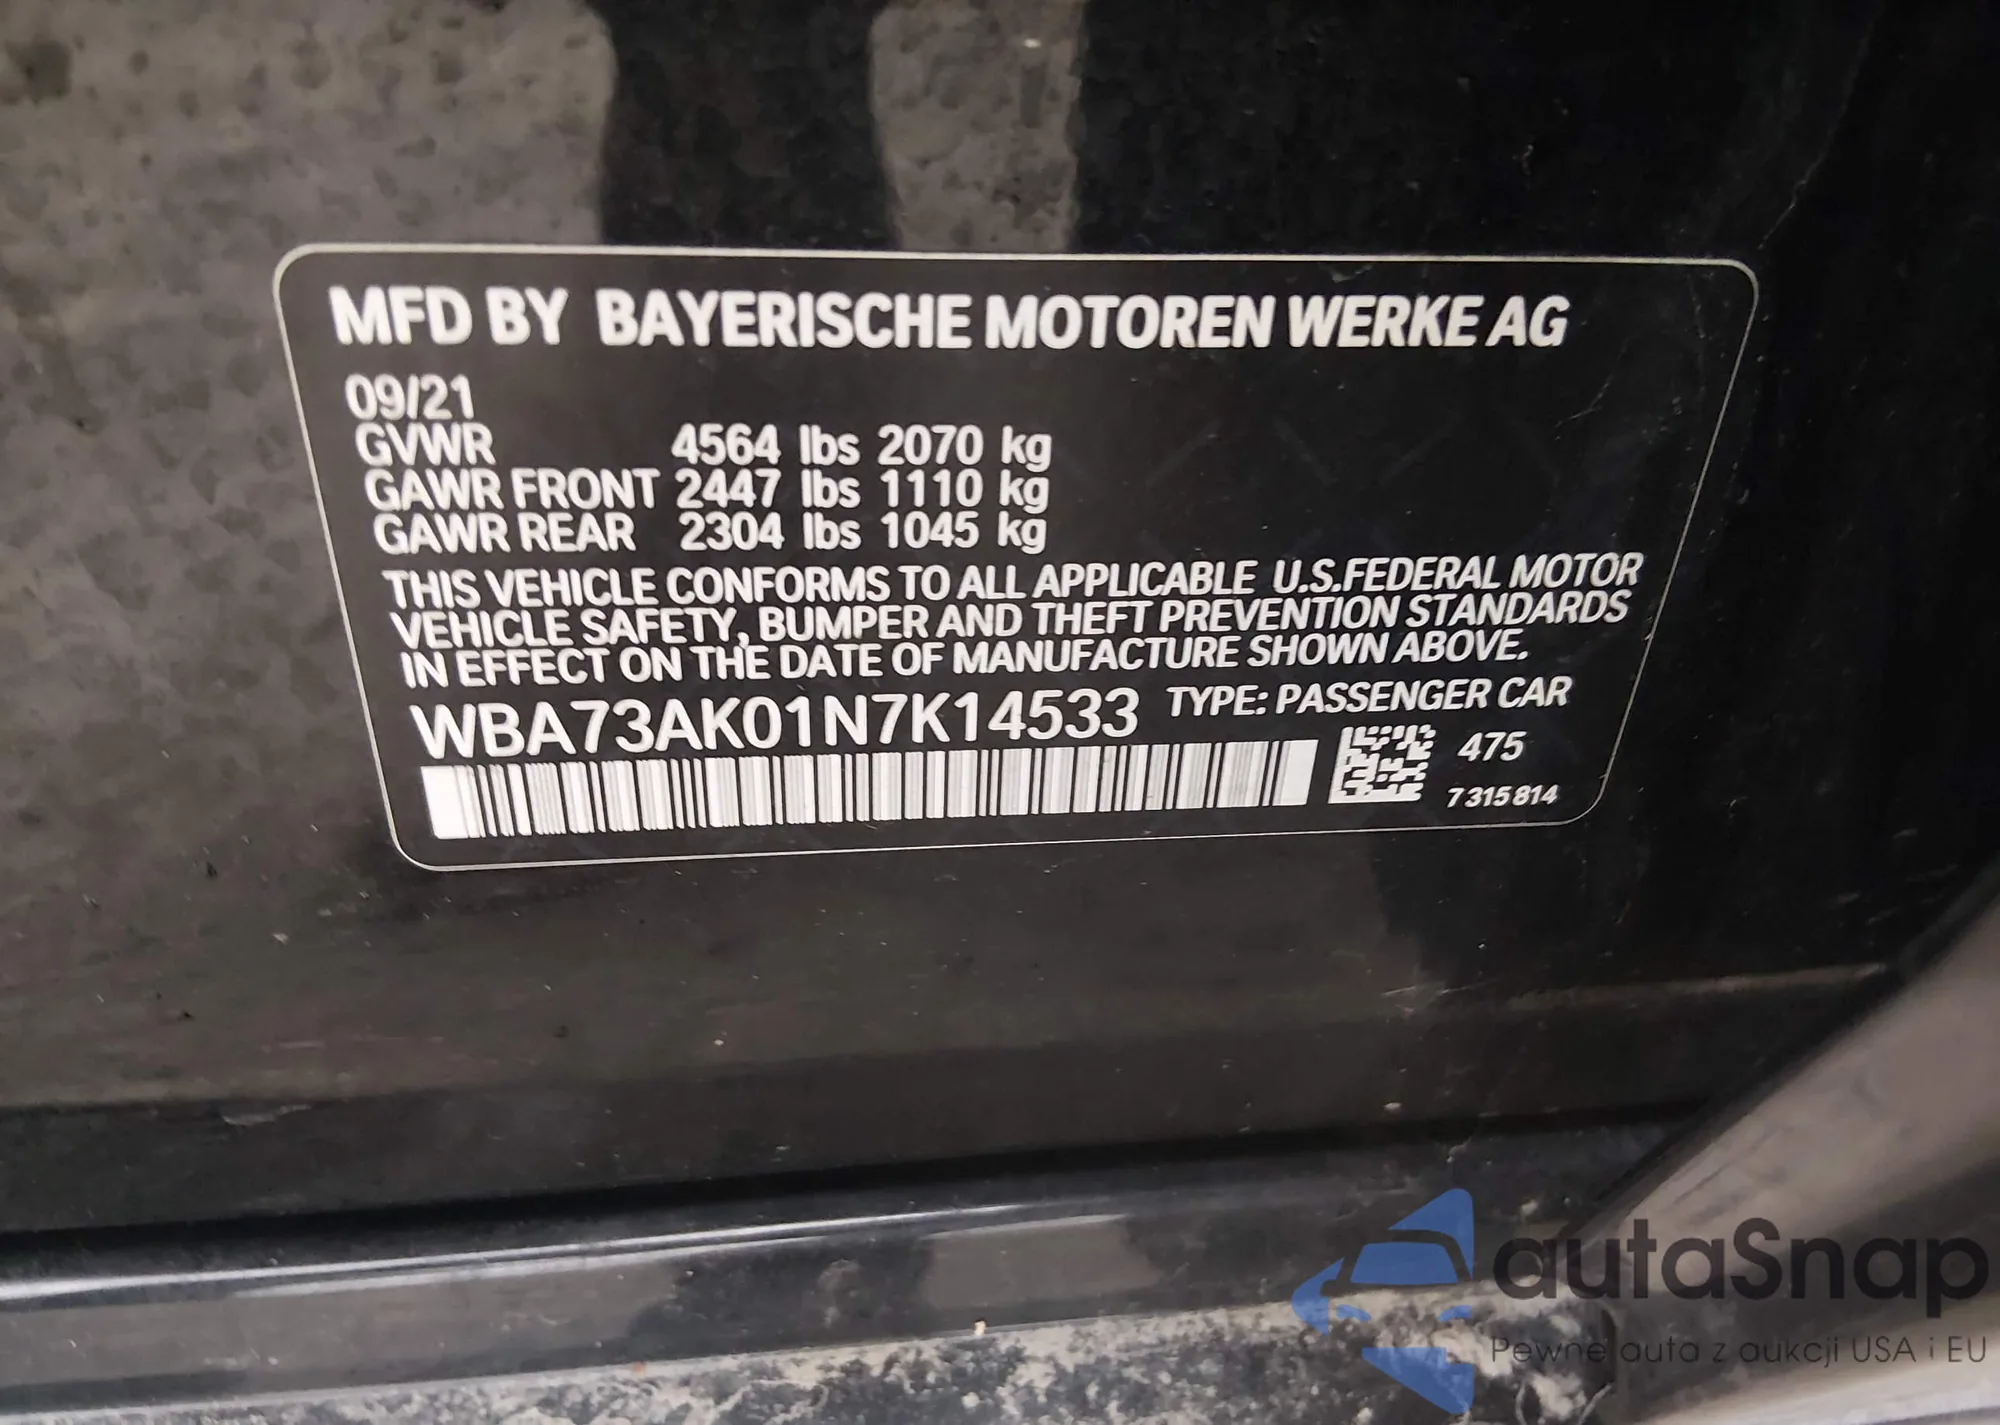 MFD BY BAYERISCHE MOTOREN WERKE AG
09/21
GVWR 4564 lbs 2070 kg
GAWR FRONT 2447 lbs 1110 kg
GAWR REAR 2304 lbs 1045 kg
THIS VEHICLE CONFORMS TO ALL APPLICABLE U.S.FEDERAL MOTOR
VEHICLE SAFETY, BUMPER AND THEFT PREVENTION STANDARDS
IN EFFECT ON THE DATE OF MANUFACTURE SHOWN ABOVE.
WBA73AK01N7K14533 TYPE: PASSENGER CAR
475
7315814
autaSnap
Pewne auta z aukcji USA i EU